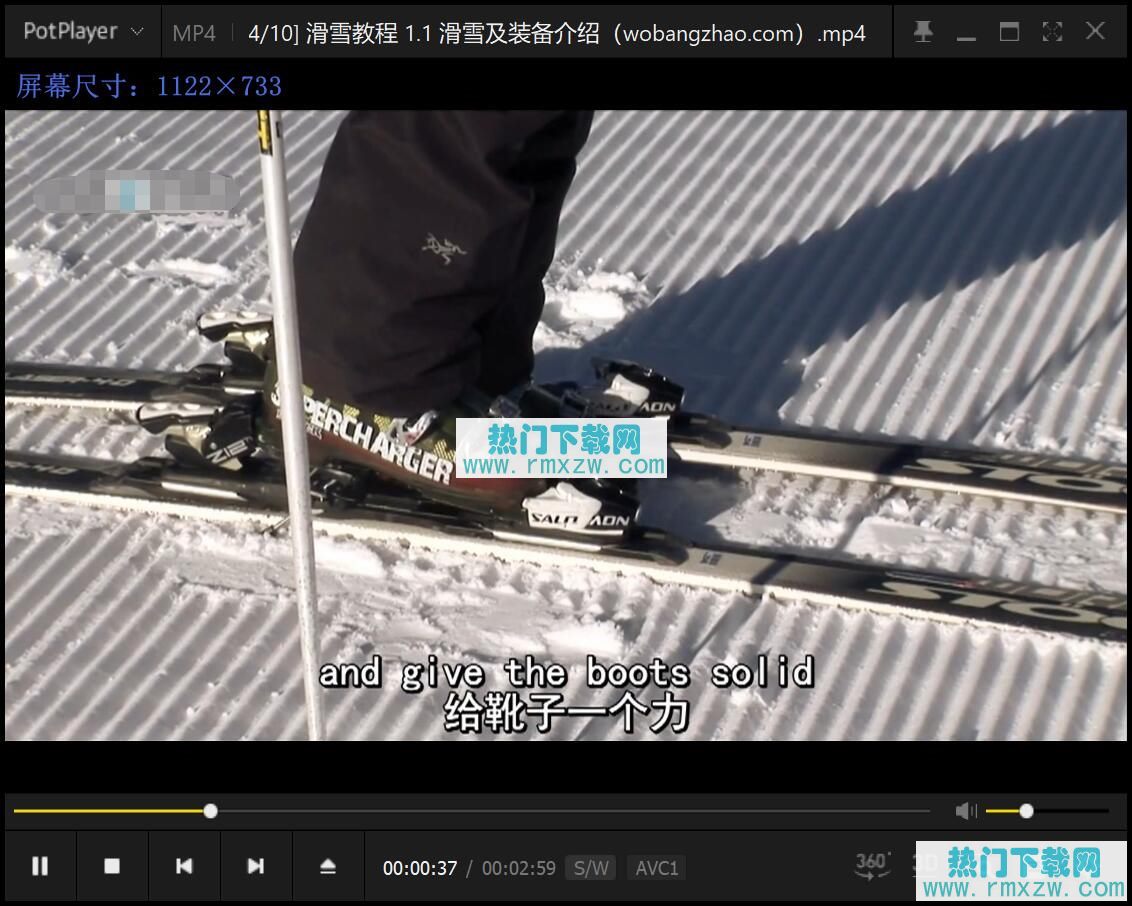 PotPlayer MP4 4/10] 滑雪教程 1.1 滑雪及装备介绍（wobangzhao.com）.mp4
屏幕尺寸：1122×733
SUPERCHARGER
SALOMON
热门下载网
www.rmxzw.com
SALOMON
and give the boots solid
给靴子一个力
00:00:37 / 00:02:59 S/W AVC1 360° 3D
热门下载网
www.rmxzw.com